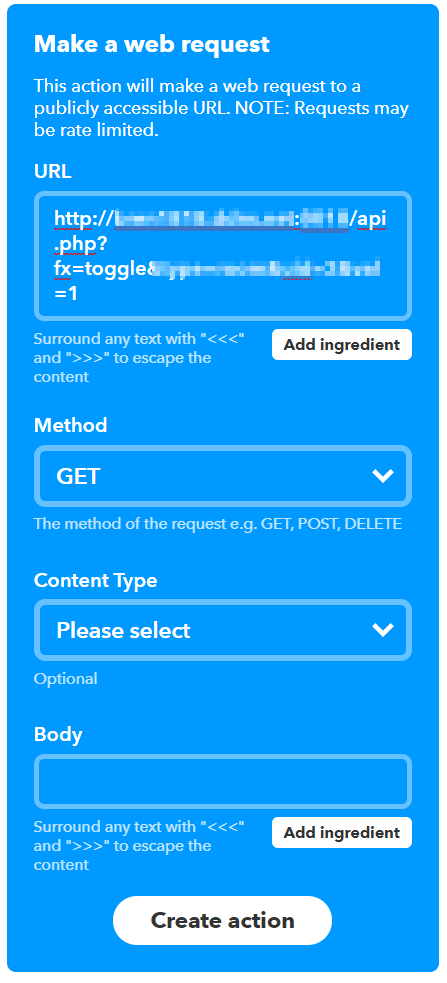 Make a web request
This action will make a web request to a
publicly accessible URL. NOTE: Requests may
be rate limited.
URL
http:// /api
.php?
fx=toggle&
=1
Surround any text with "<<<"
and ">>>" to escape the
content
Add ingredient
Method
GET
The method of the request e.g. GET, POST, DELETE
Content Type
Please select
Optional
Body
Surround any text with "<<<"
and ">>>" to escape the
content
Add ingredient
Create action